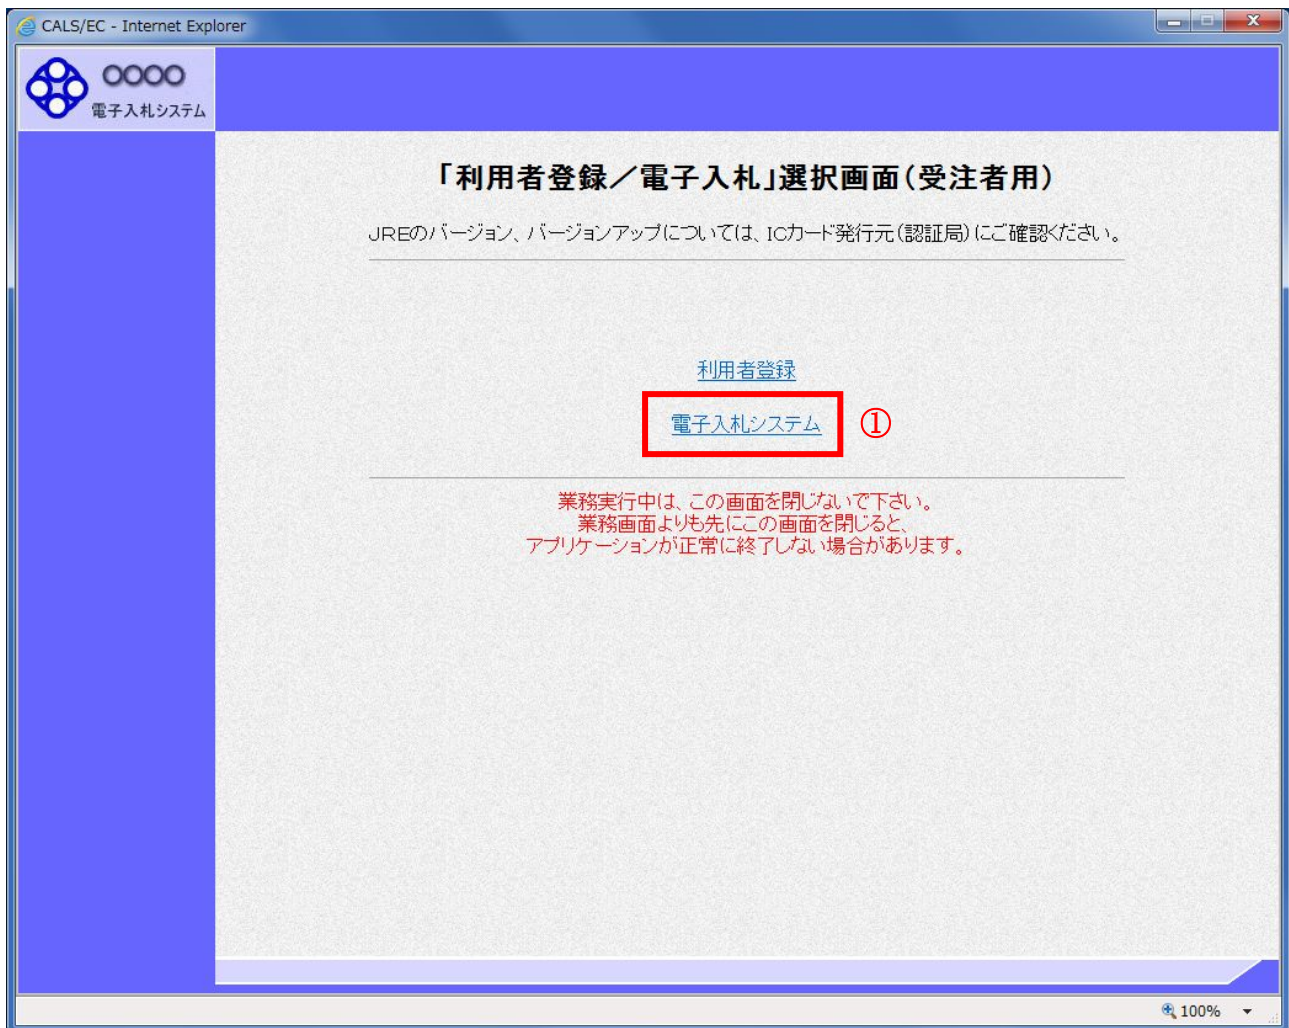 CALS/EC - Internet Explorer
〇〇〇〇
電子入札システム
「利用者登録／電子入札」選択画面（受注者用）
JREのバージョン、バージョンアップについては、ICカード発行元（認証局）にご確認ください。
利用者登録
電子入札システム ①
業務実行中は、この画面を閉じないで下さい。
業務画面よりも先にこの画面を閉じると、
アプリケーションが正常に終了しない場合があります。
100%